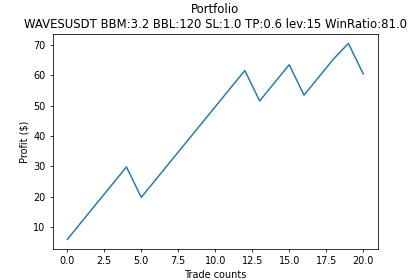 Portfolio
WAVESUSDT BBM:3.2 BBL:120 SL:1.0 TP:0.6 lev:15 WinRatio:81.0
70
60
50
40
30
20
10
Profit ($)
0.0 2.5 5.0 7.5 10.0 12.5 15.0 17.5 20.0
Trade counts